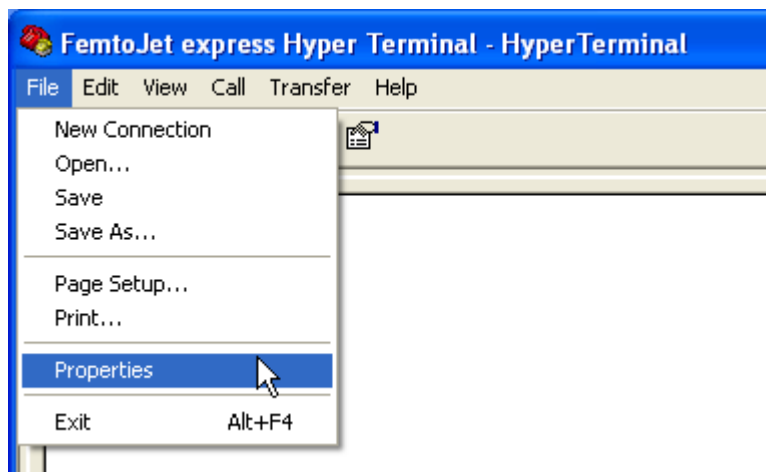 FemtoJet express Hyper Terminal - HyperTerminal
File Edit View Call Transfer Help
New Connection
Open...
Save
Save As...
Page Setup...
Print...
Properties
Exit Alt+F4